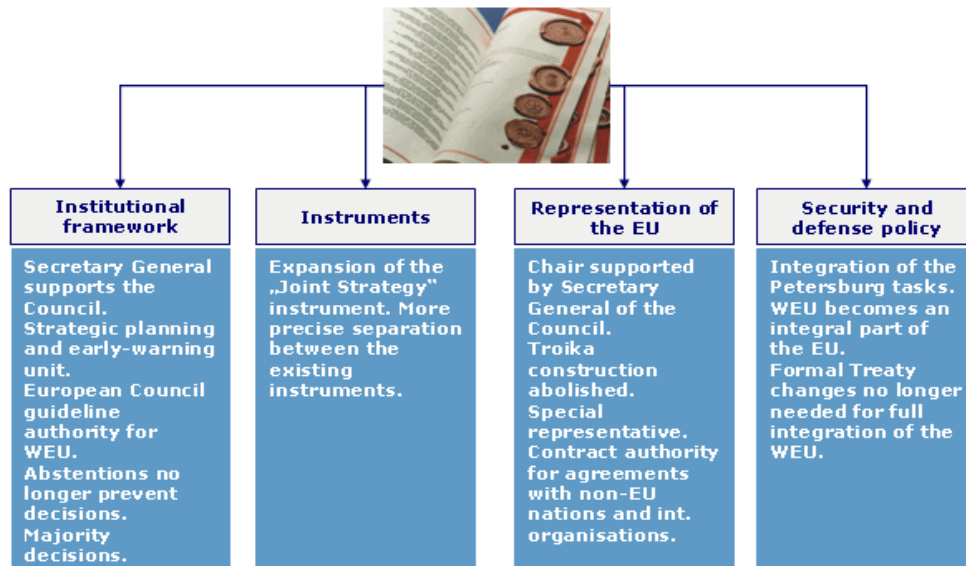 Institutional
framework
Secretary General
supports the
Council.
Strategic planning
and early-warning
unit.
European Council
guideline
authority for
WEU.
Abstentions no
longer prevent
decisions.
Majority
decisions.
Instruments
Expansion of the
„Joint Strategy“
instrument. More
precise separation
between the
existing
instruments.
Representation of
the EU
Chair supported
by Secretary
General of the
Council.
Troika
construction
abolished.
Special
representative.
Contract authority
for agreements
with non-EU
nations and int.
organisations.
Security and
defense policy
Integration of the
Petersburg tasks.
WEU becomes an
integral part of
the EU.
Formal Treaty
changes no longer
needed for full
integration of the
WEU.